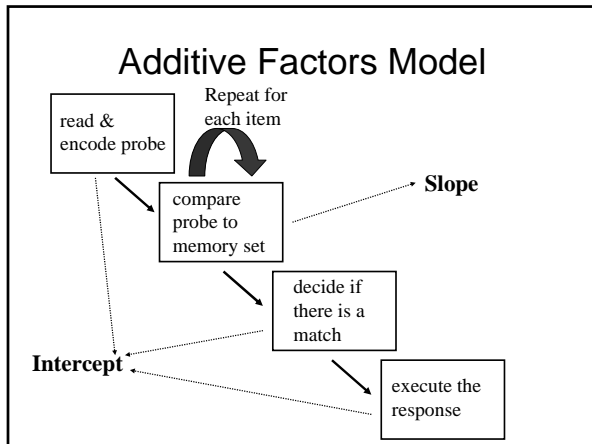 Additive Factors Model
Repeat for
each item
read &
encode probe
Slope
compare
probe to
memory set
decide if
there is a
match
Intercept
execute the
response